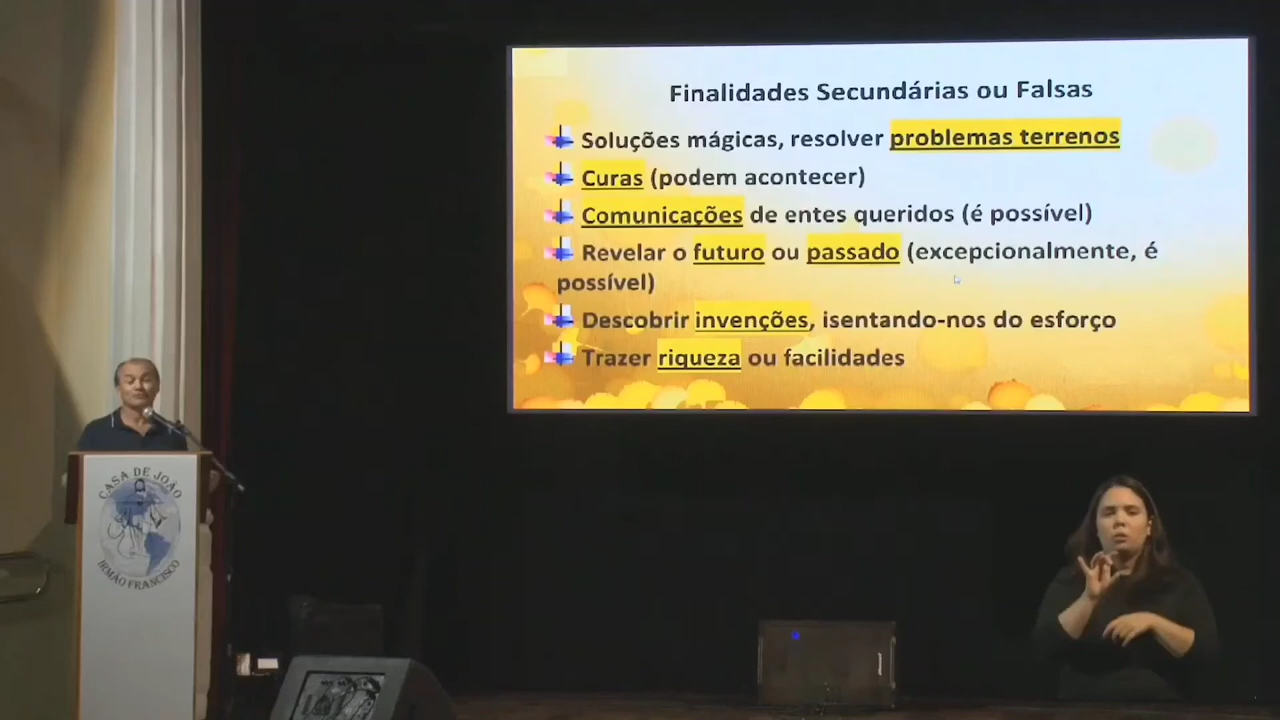 Finalidades Secundárias ou Falsas
Soluções mágicas, resolver problemas terrenos
Curas (podem acontecer)
Comunicações de entes queridos (é possível)
Revelar o futuro ou passado (excepcionalmente, é
possível)
Descobrir invenções, isentando-nos do esforço
Trazer riqueza ou facilidades
CASA DE JOÃO
IRMÃO FRANCISCO